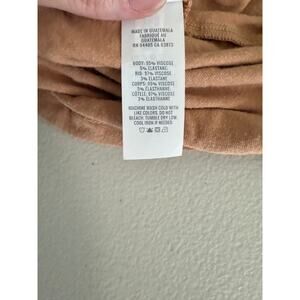 MADE IN GUATEMALA
FABRIQUÉ AU
GUATEMALA
RN 54485 CA 03873
BODY: 95% VISCOSE
5% ELASTANE.
RIB: 97% VISCOSE
3% ELASTANE
CORPS: 95% VISCOSE
5% ÉLASTHANNE.
CÔTELÉ: 97% VISCOSE
3% ÉLASTHANNE
MACHINE WASH COLD WITH
LIKE COLORS. DO NOT
BLEACH. TUMBLE DRY LOW.
COOL IRON IF NEEDED